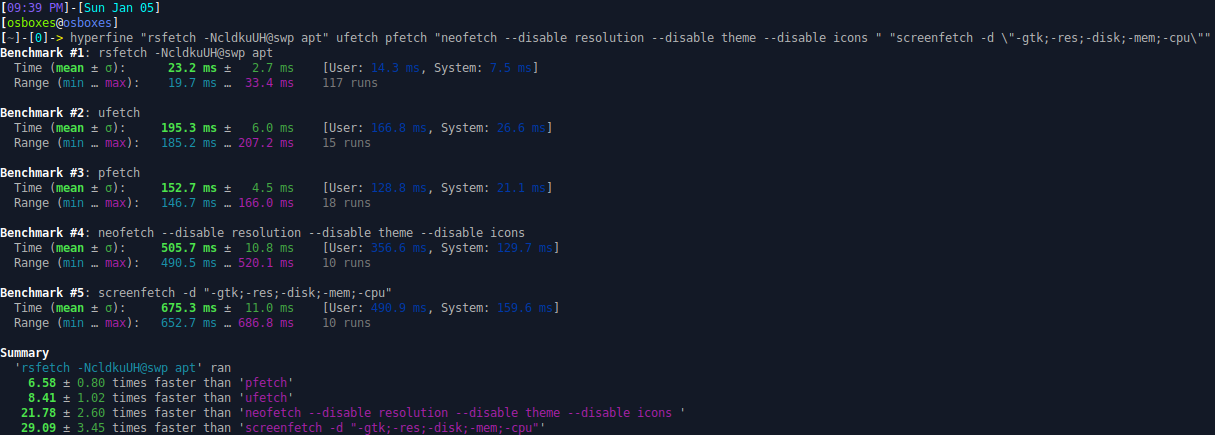 [09:39 PM]-[Sun Jan 05]
[osboxes@osboxes]
[~]-[0]-> hyperfine "rsfetch -NcldkuUH@swp apt" ufetch pfetch "neofetch --disable resolution --disable theme --disable icons " "screenfetch -d \"-gtk;-res;-disk;-mem;-cpu\""
Benchmark #1: rsfetch -NcldkuUH@swp apt
  Time (mean ± σ):      23.2 ms ±   2.7 ms    [User: 14.3 ms, System: 7.5 ms]
  Range (min … max):    19.7 ms …  33.4 ms    117 runs

Benchmark #2: ufetch
  Time (mean ± σ):     195.3 ms ±   6.0 ms    [User: 166.8 ms, System: 26.6 ms]
  Range (min … max):   185.2 ms … 207.2 ms    15 runs

Benchmark #3: pfetch
  Time (mean ± σ):     152.7 ms ±   4.5 ms    [User: 128.8 ms, System: 21.1 ms]
  Range (min … max):   146.7 ms … 166.0 ms    18 runs

Benchmark #4: neofetch --disable resolution --disable theme --disable icons
  Time (mean ± σ):     505.7 ms ±  10.8 ms    [User: 356.6 ms, System: 129.7 ms]
  Range (min … max):   490.5 ms … 520.1 ms    10 runs

Benchmark #5: screenfetch -d "-gtk;-res;-disk;-mem;-cpu"
  Time (mean ± σ):     675.3 ms ±  11.0 ms    [User: 490.9 ms, System: 159.6 ms]
  Range (min … max):   652.7 ms … 686.8 ms    10 runs

Summary
  'rsfetch -NcldkuUH@swp apt' ran
    6.58 ± 0.80 times faster than 'pfetch'
    8.41 ± 1.02 times faster than 'ufetch'
   21.78 ± 2.60 times faster than 'neofetch --disable resolution --disable theme --disable icons '
   29.09 ± 3.45 times faster than 'screenfetch -d "-gtk;-res;-disk;-mem;-cpu"'